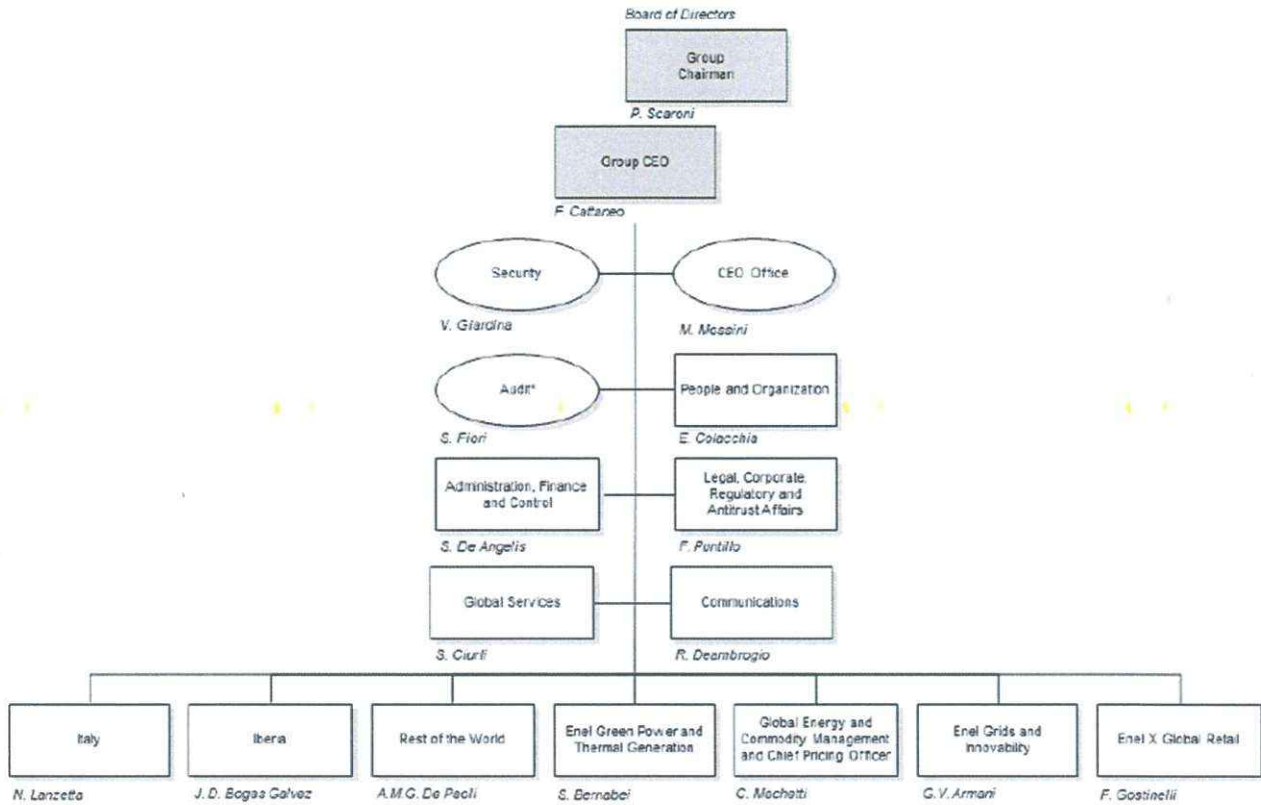 Board of Directors
Group
Chairman
P. Scaroni
Group CEO
F. Cattaneo
Security
CEO Office
V. Giardina
M. Mossini
Audit*
People and Organization
S. Fiori
E. Colacchia
Administration, Finance
and Control
Legal, Corporate,
Regulatory and
Antitrust Affairs
S. De Angelis
F. Puntillo
Global Services
Communications
S. Ciurli
R. Deambrogio
Italy
Iberia
Rest of the World
Enel Green Power and
Thermal Generation
Global Energy and
Commodity Management
and Chief Pricing Officer
Enel Grids and
Innovability
Enel X Global Retail
N. Lanzetta
J.D. Bogas Galvez
A.M.G. De Paoli
S. Bernabei
C. Machetti
G.V. Armani
F. Gostinelli